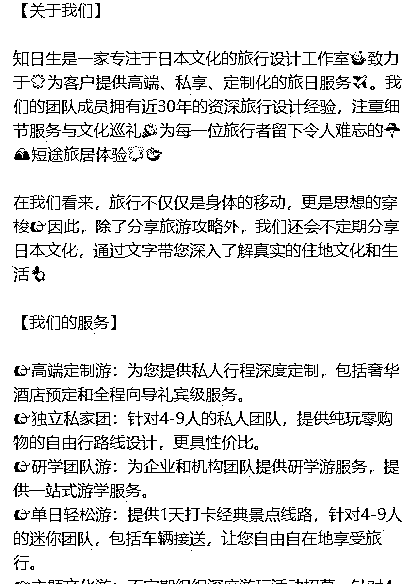 【关于我们】
知日生是一家专注于日本文化的旅行设计工作室致力
于为客户提供高端、私享、定制化的旅日服务。我
们的团队成员拥有近30年的资深旅行设计经验，注重细
节服务与文化巡礼为每一位旅行者留下令人难忘的
短途旅居体验
在我们看来，旅行不仅仅是身体的移动，更是思想的穿
梭因此，除了分享旅游攻略外，我们还会不定期分享
日本文化，通过文字带您深入了解真实的住地文化和生
活
【我们的服务】
高端定制游：为您提供私人行程深度定制，包括奢华
酒店预定和全程向导礼宾级服务。
独立私家团：针对4-9人的私人团队，提供纯玩零购
物的自由行路线设计，更具性价比。
研学团队游：为企业和机构团队提供研学游服务，提
供一站式游学服务。
单日轻松游：提供1天打卡经典景点线路，针对4-9人
的迷你团队，包括车辆接送，让您自由自在地享受旅
行。